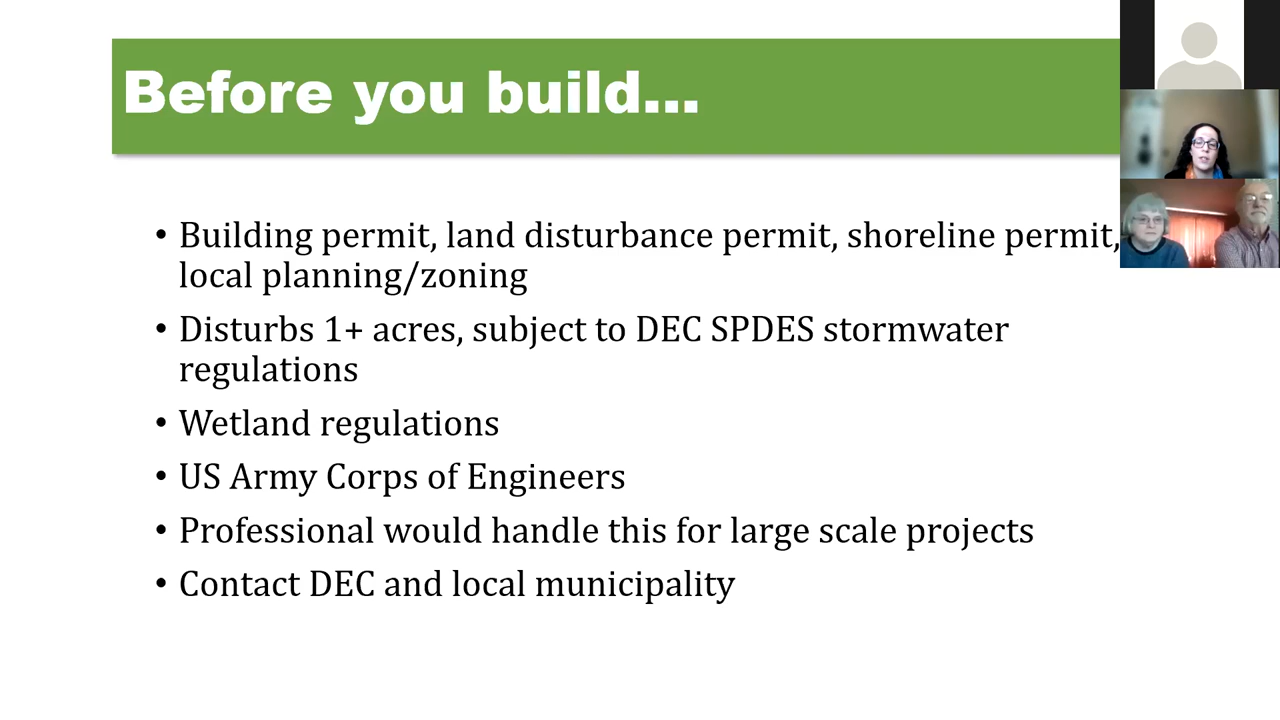 Before you build...
• Building permit, land disturbance permit, shoreline permit,
local planning/zoning
• Disturbs 1+ acres, subject to DEC SPDES stormwater
regulations
• Wetland regulations
• US Army Corps of Engineers
• Professional would handle this for large scale projects
• Contact DEC and local municipality